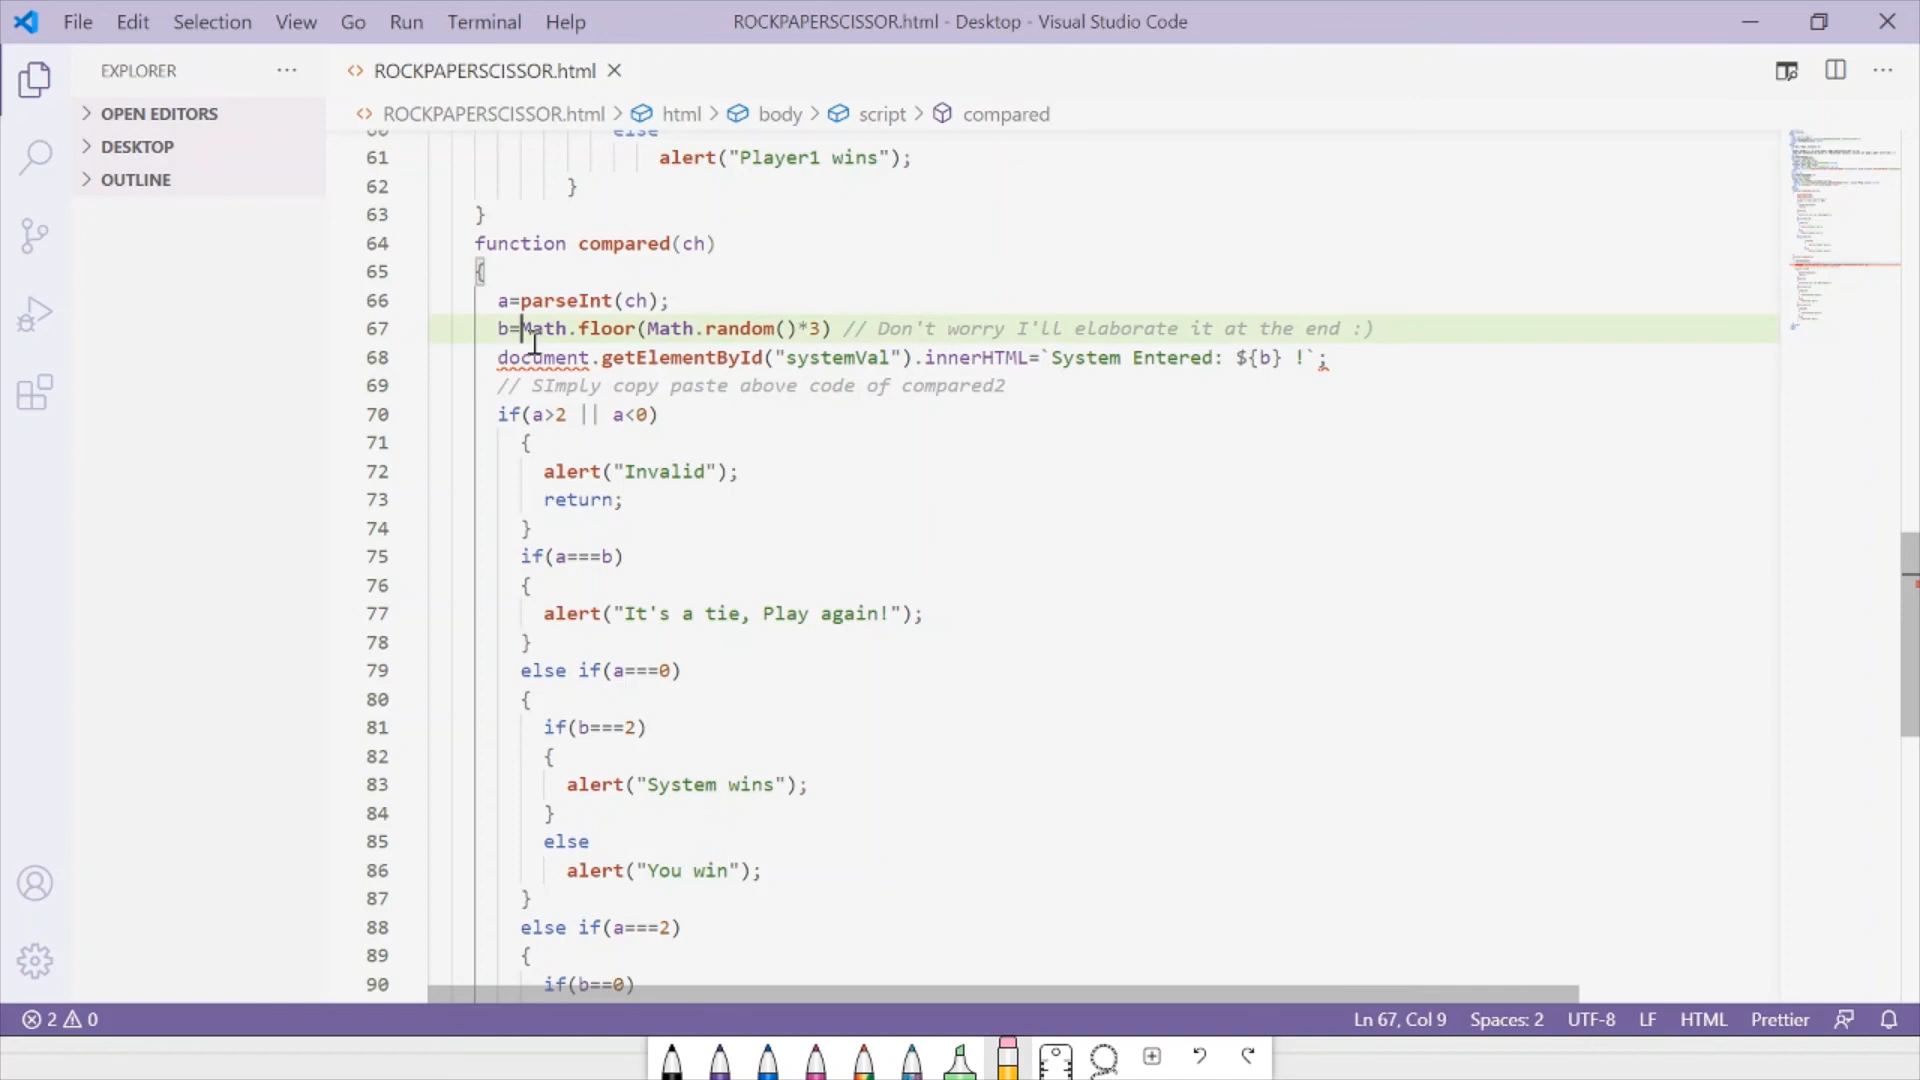 File Edit Selection View Go Run Terminal Help ROCKPAPERSCISSOR.html - Desktop - Visual Studio Code
EXPLORER ···
OPEN EDITORS
DESKTOP
OUTLINE
ROCKPAPERSCISSOR.html
ROCKPAPERSCISSOR.html > html > body > script > compared
60 else
61 alert("Player1 wins");
62 }
63 }
64 function compared(ch)
65 {
66 a=parseInt(ch);
67 b=Math.floor(Math.random()*3) // Don't worry I'll elaborate it at the end :)
68 document.getElementById("systemVal").innerHTML=`System Entered: ${b} !`;
69 // SImply copy paste above code of compared2
70 if(a>2 || a<0)
71 {
72 alert("Invalid");
73 return;
74 }
75 if(a===b)
76 {
77 alert("It's a tie, Play again!");
78 }
79 else if(a===0)
80 {
81 if(b===2)
82 {
83 alert("System wins");
84 }
85 else
86 alert("You win");
87 }
88 else if(a===2)
89 {
90 if(b==0)
2 0 Ln 67, Col 9 Spaces: 2 UTF-8 LF HTML Prettier